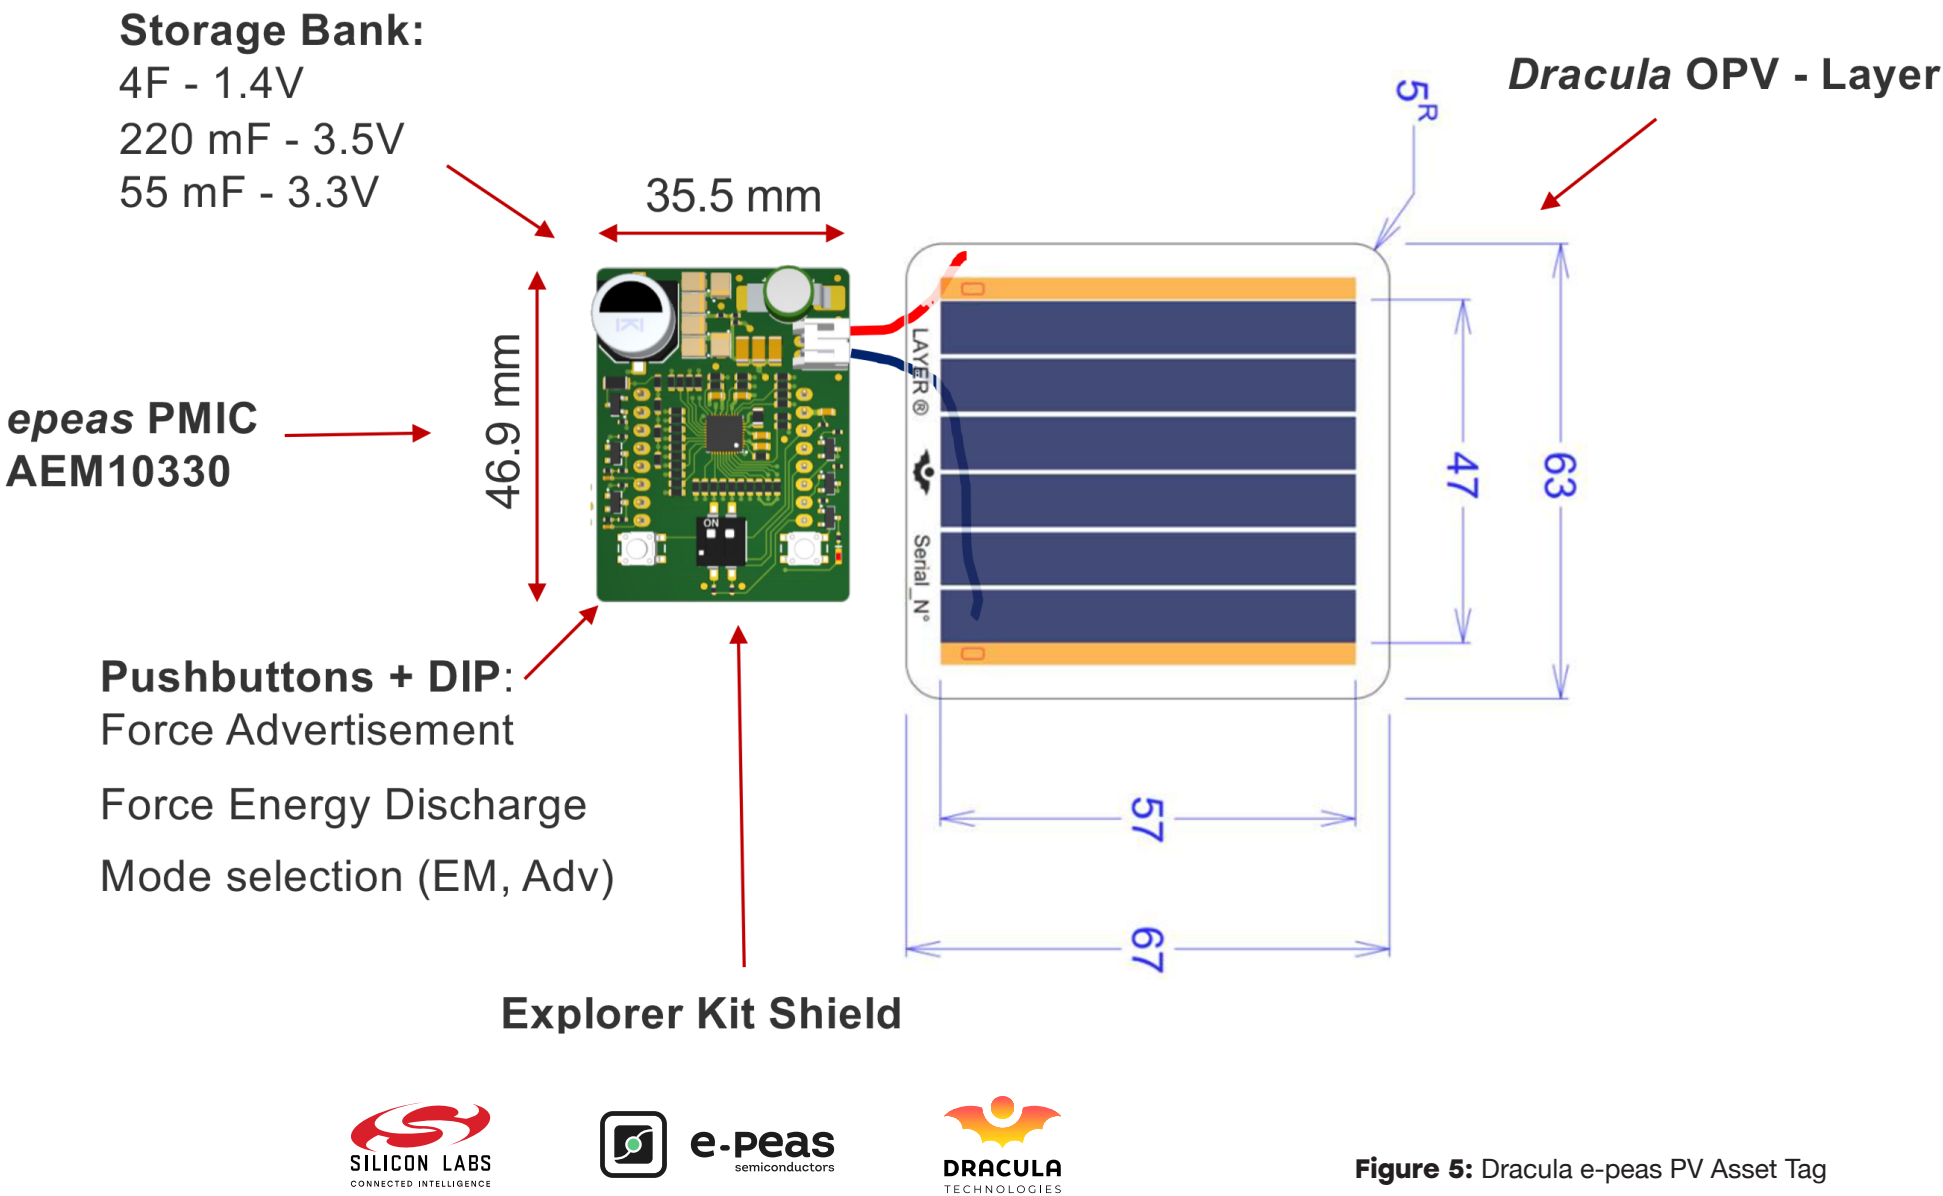 Storage Bank:
4F - 1.4V
220 mF - 3.5V
55 mF - 3.3V
Dracula OPV - Layer
35.5 mm
46.9 mm
epeas PMIC
AEM10330
ON
LAYER®
Serial_N°
5R
47
63
57
67
Pushbuttons + DIP:
Force Advertisement
Force Energy Discharge
Mode selection (EM, Adv)
Explorer Kit Shield
SILICON LABS
CONNECTED INTELLIGENCE
e-peas
semiconductors
DRACULA
TECHNOLOGIES
Figure 5: Dracula e-peas PV Asset Tag